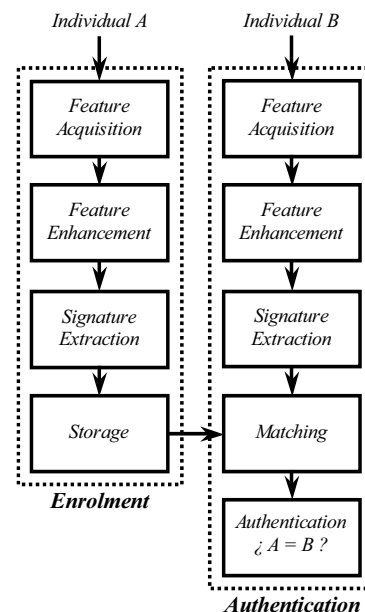 Individual A
Feature
Acquisition
Feature
Enhancement
Signature
Extraction
Storage
Enrolment
Individual B
Feature
Acquisition
Feature
Enhancement
Signature
Extraction
Matching
Authentication
¿ A = B ?
Authentication